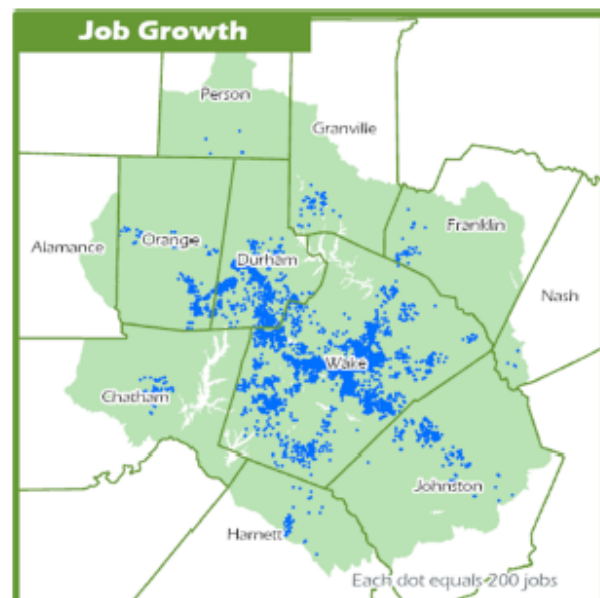 Job Growth
Person
Granville
Franklin
Orange
Alamance
Durham
Nash
Wake
Chatham
Johnston
Harnett
Each dot equals 200 jobs